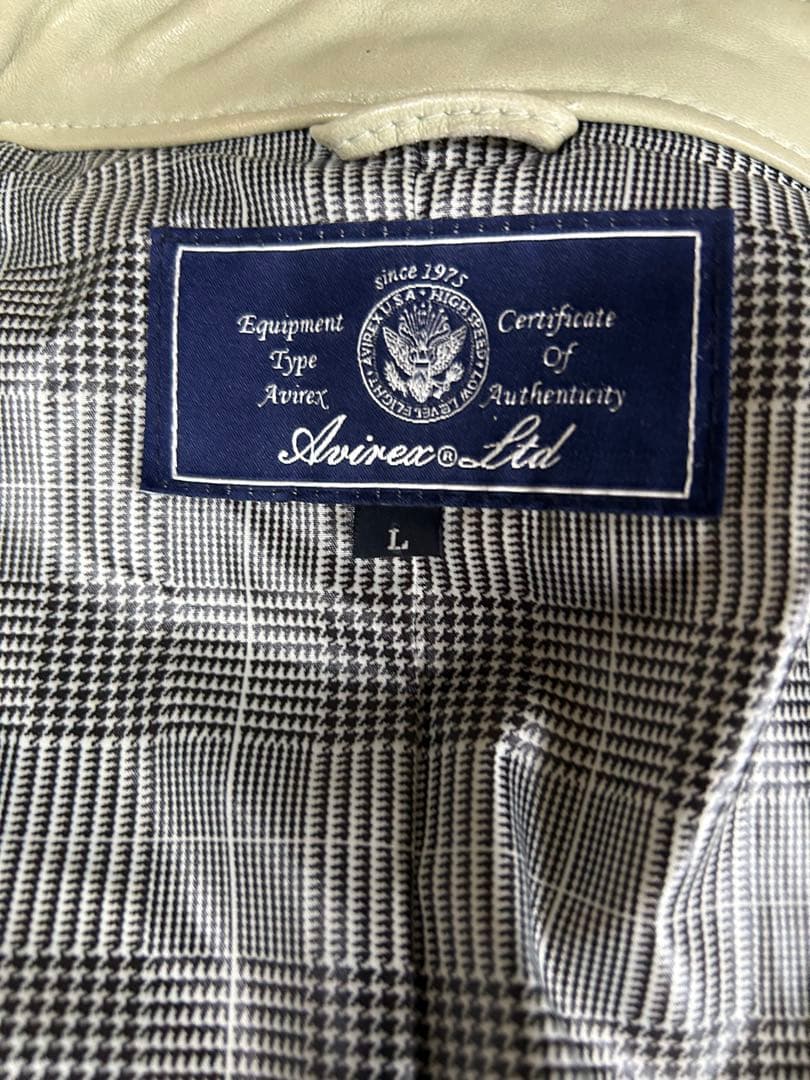 since 1975
AVIREX U.S.A. • HIGH SPEED • LOW LEVEL FLIGHT •
Equipment
Type
Avirex
Certificate
Of
Authenticity
Avirex® Ltd
L